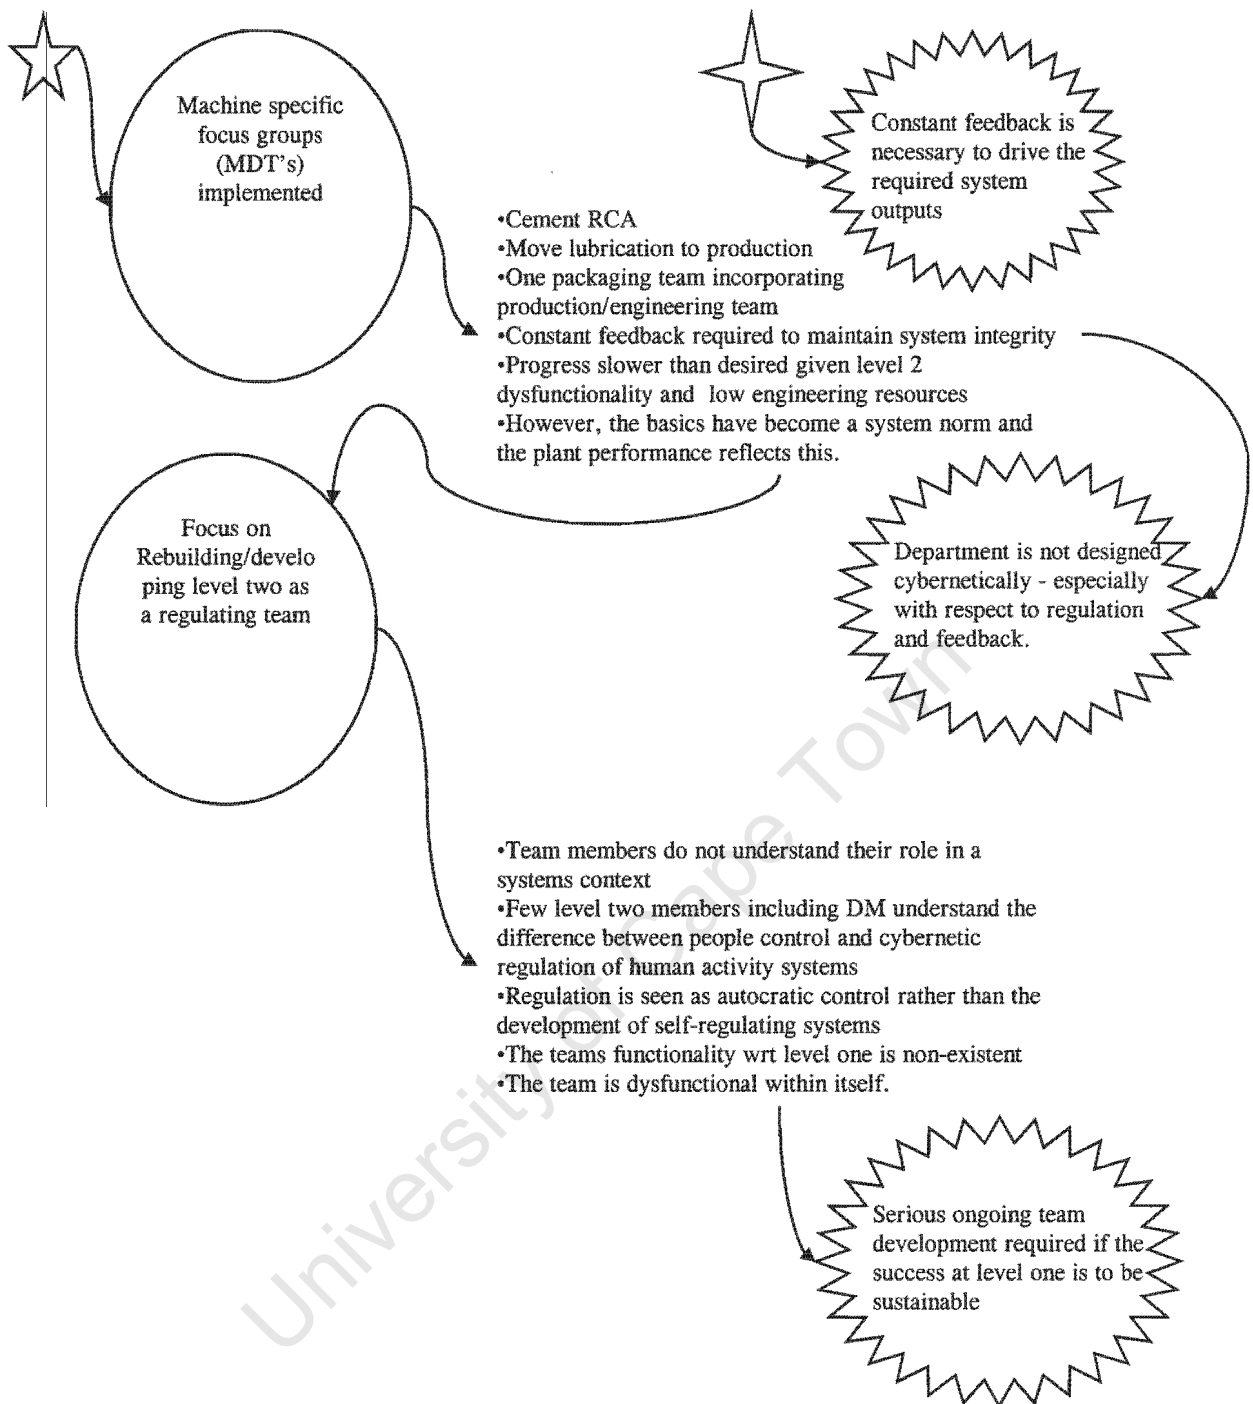 Machine specific
focus groups
(MDT's)
implemented
Constant feedback is
necessary to drive the
required system
outputs
•Cement RCA
•Move lubrication to production
•One packaging team incorporating
production/engineering team
•Constant feedback required to maintain system integrity
•Progress slower than desired given level 2
dysfunctionality and low engineering resources
•However, the basics have become a system norm and
the plant performance reflects this.
Focus on
Rebuilding/develo
ping level two as
a regulating team
Department is not designed
cybernetically - especially
with respect to regulation
and feedback.
•Team members do not understand their role in a
systems context
•Few level two members including DM understand the
difference between people control and cybernetic
regulation of human activity systems
•Regulation is seen as autocratic control rather than the
development of self-regulating systems
•The teams functionality wrt level one is non-existent
•The team is dysfunctional within itself.
Serious ongoing team
development required if the
success at level one is to be
sustainable
University of Cape Town